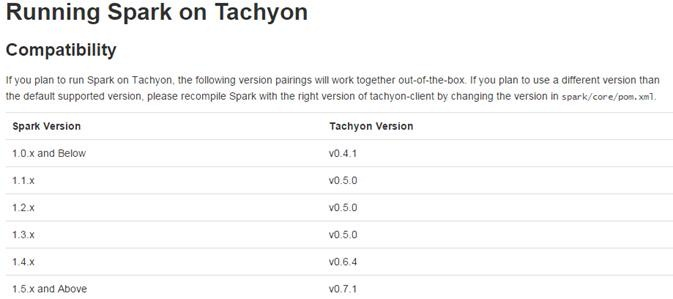 Running Spark on Tachyon
Compatibility
If you plan to run Spark on Tachyon, the following version pairings will work together out-of-the-box. If you plan to use a different version than
the default supported version, please recompile Spark with the right version of tachyon-client by changing the version in spark/core/pom.xml.
Spark Version Tachyon Version
1.0.x and Below v0.4.1
1.1.x v0.5.0
1.2.x v0.5.0
1.3.x v0.5.0
1.4.x v0.6.4
1.5.x and Above v0.7.1